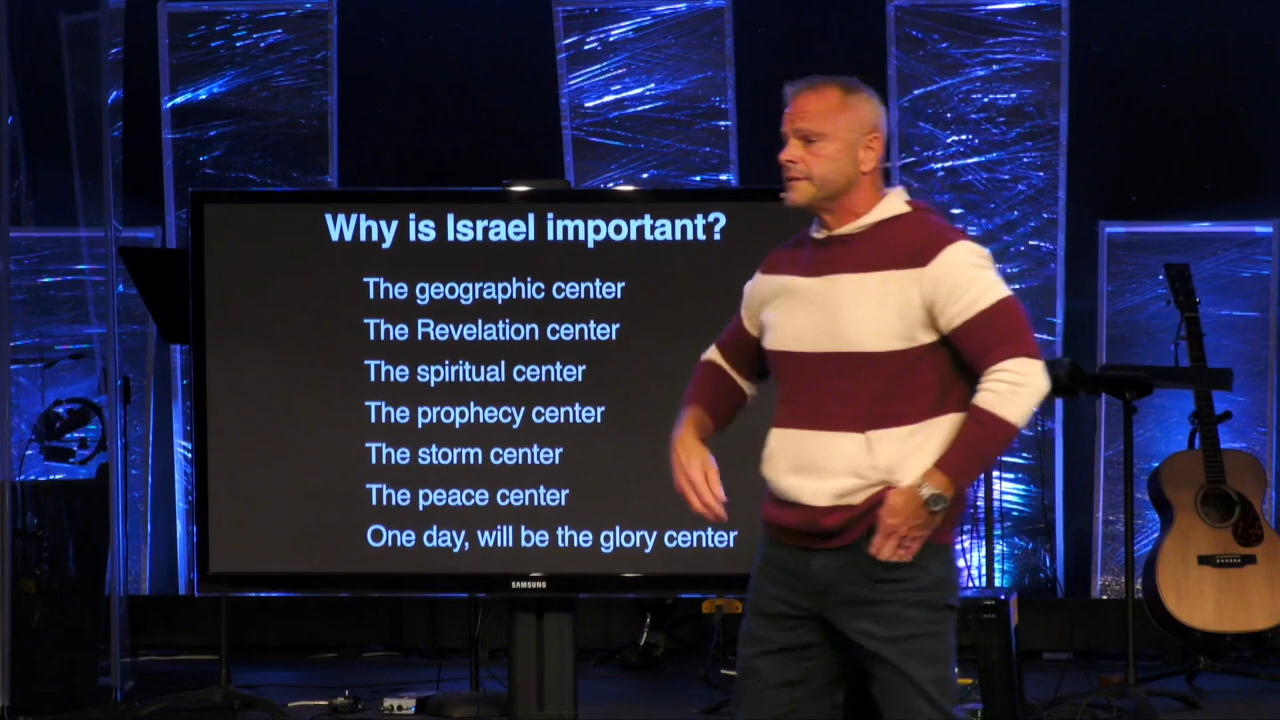 Why is Israel important?
The geographic center
The Revelation center
The spiritual center
The prophecy center
The storm center
The peace center
One day, will be the glory center
SAMSUNG